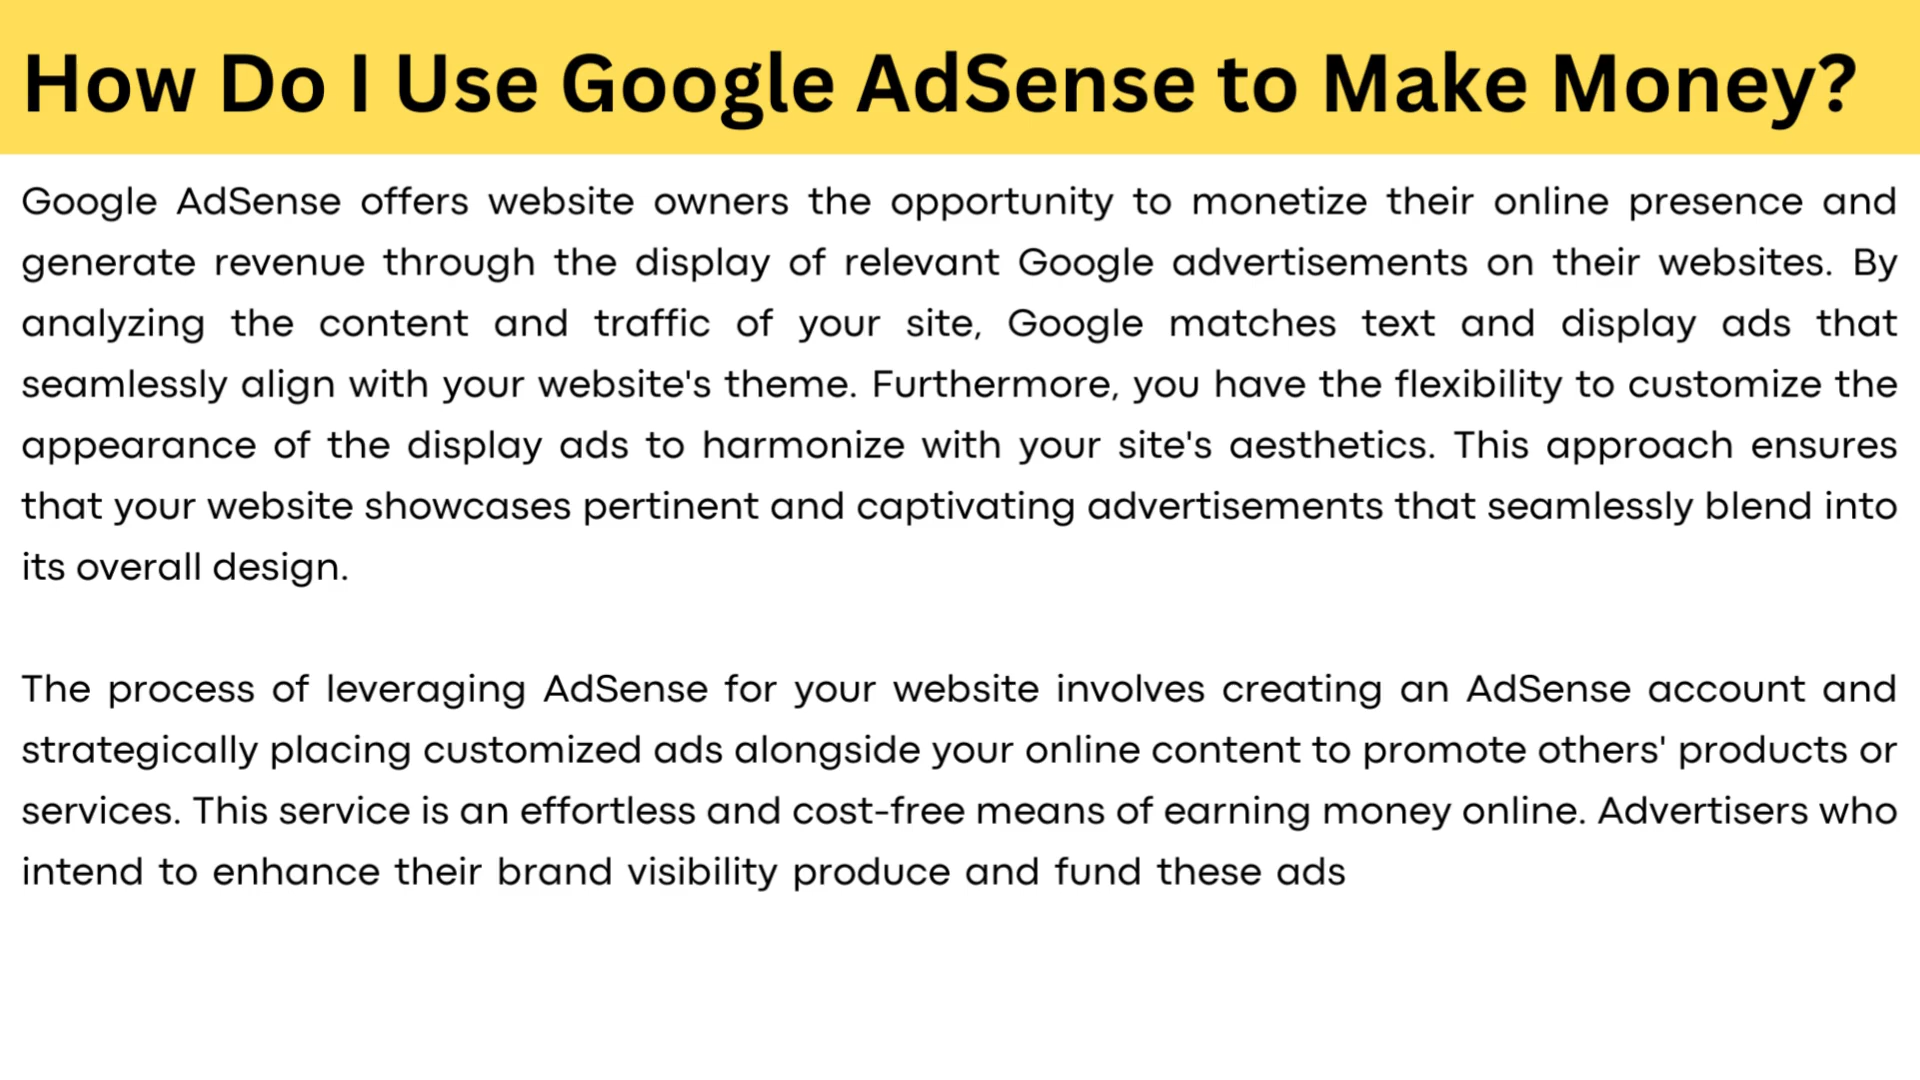 How Do I Use Google AdSense to Make Money?
Google AdSense offers website owners the opportunity to monetize their online presence and
generate revenue through the display of relevant Google advertisements on their websites. By
analyzing the content and traffic of your site, Google matches text and display ads that
seamlessly align with your website's theme. Furthermore, you have the flexibility to customize the
appearance of the display ads to harmonize with your site's aesthetics. This approach ensures
that your website showcases pertinent and captivating advertisements that seamlessly blend into
its overall design.
The process of leveraging AdSense for your website involves creating an AdSense account and
strategically placing customized ads alongside your online content to promote others' products or
services. This service is an effortless and cost-free means of earning money online. Advertisers who
intend to enhance their brand visibility produce and fund these ads